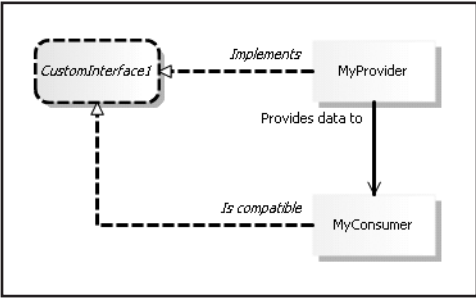 CustomInterface1
Implements
MyProvider
Provides data to
Is compatible
MyConsumer